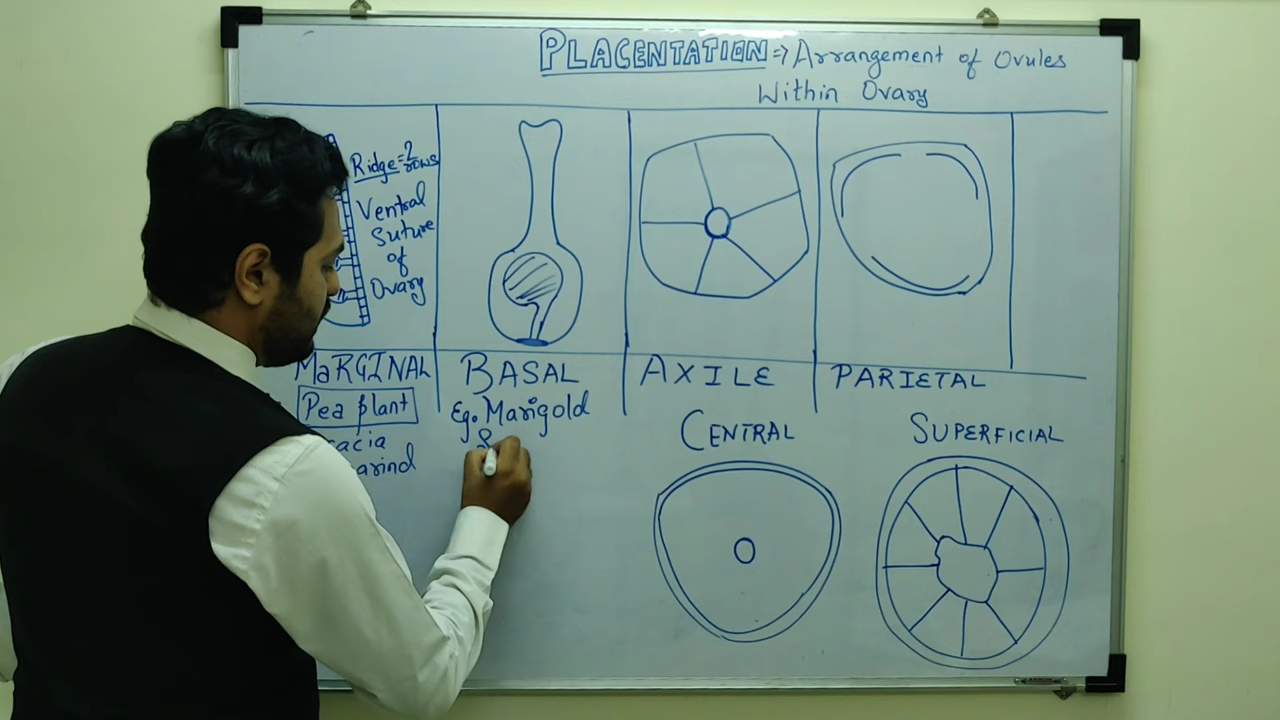 PLACENTATION => Arrangement of Ovules
Within Ovary
Ridge = 2 rows
Ventral
Suture
of
Ovary
MaRGINAL
Pea plant
acia
arind
BASAL
Eg. Marigold
AXILE
PARIETAL
CENTRAL
SUPERFICIAL